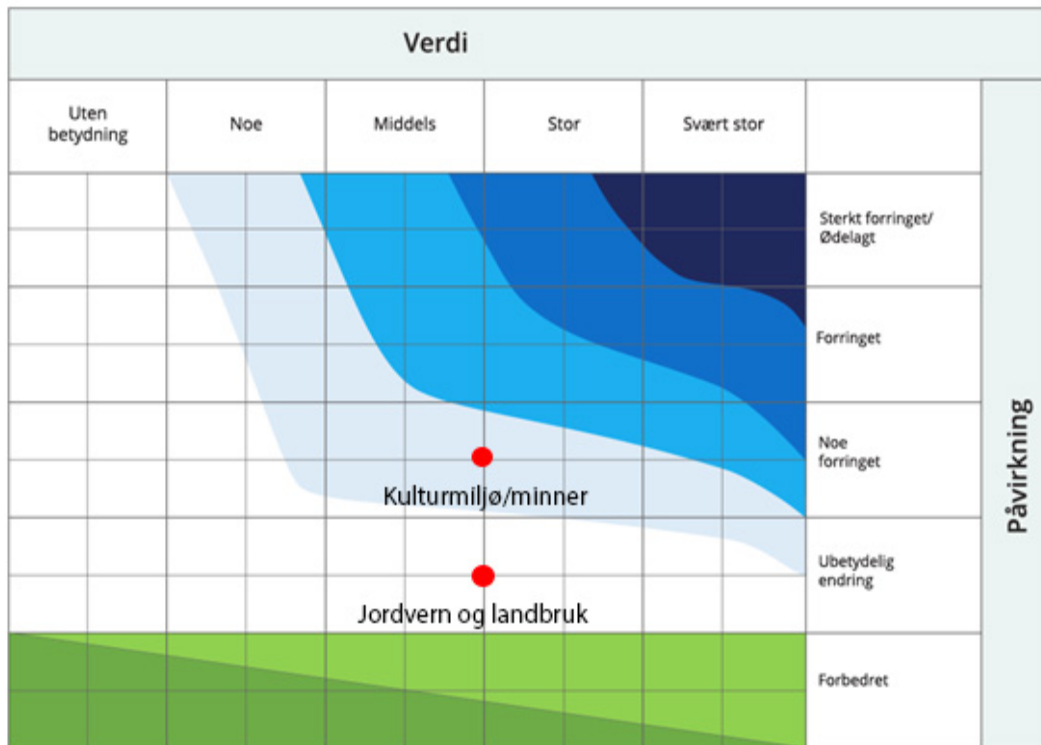 Verdi
Uten
betydning
Noe
Middels
Stor
Svært stor
Sterkt forringet/
Ødelagt
Forringet
Noe
forringet
Påvirkning
Kulturmiljø/minner
Ubetydelig
endring
Jordvern og landbruk
Forbedret